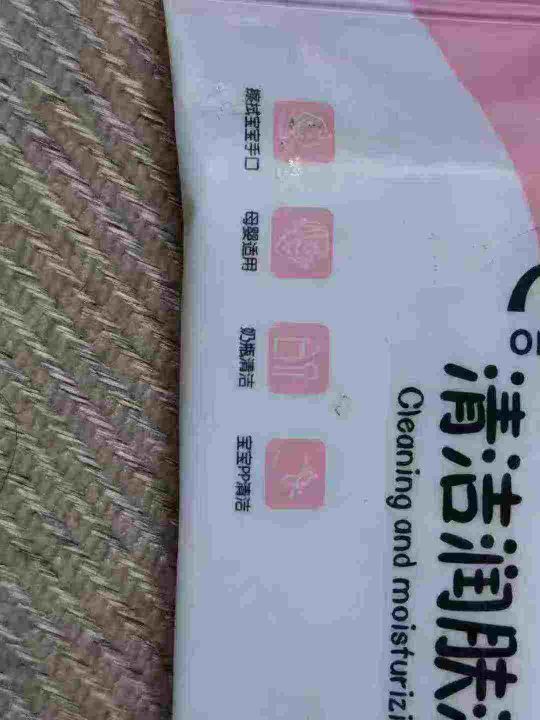 清洁润肤
Cleaning and moisturizi
擦拭宝宝手口
母婴适用
奶瓶清洁
宝宝PP清洁